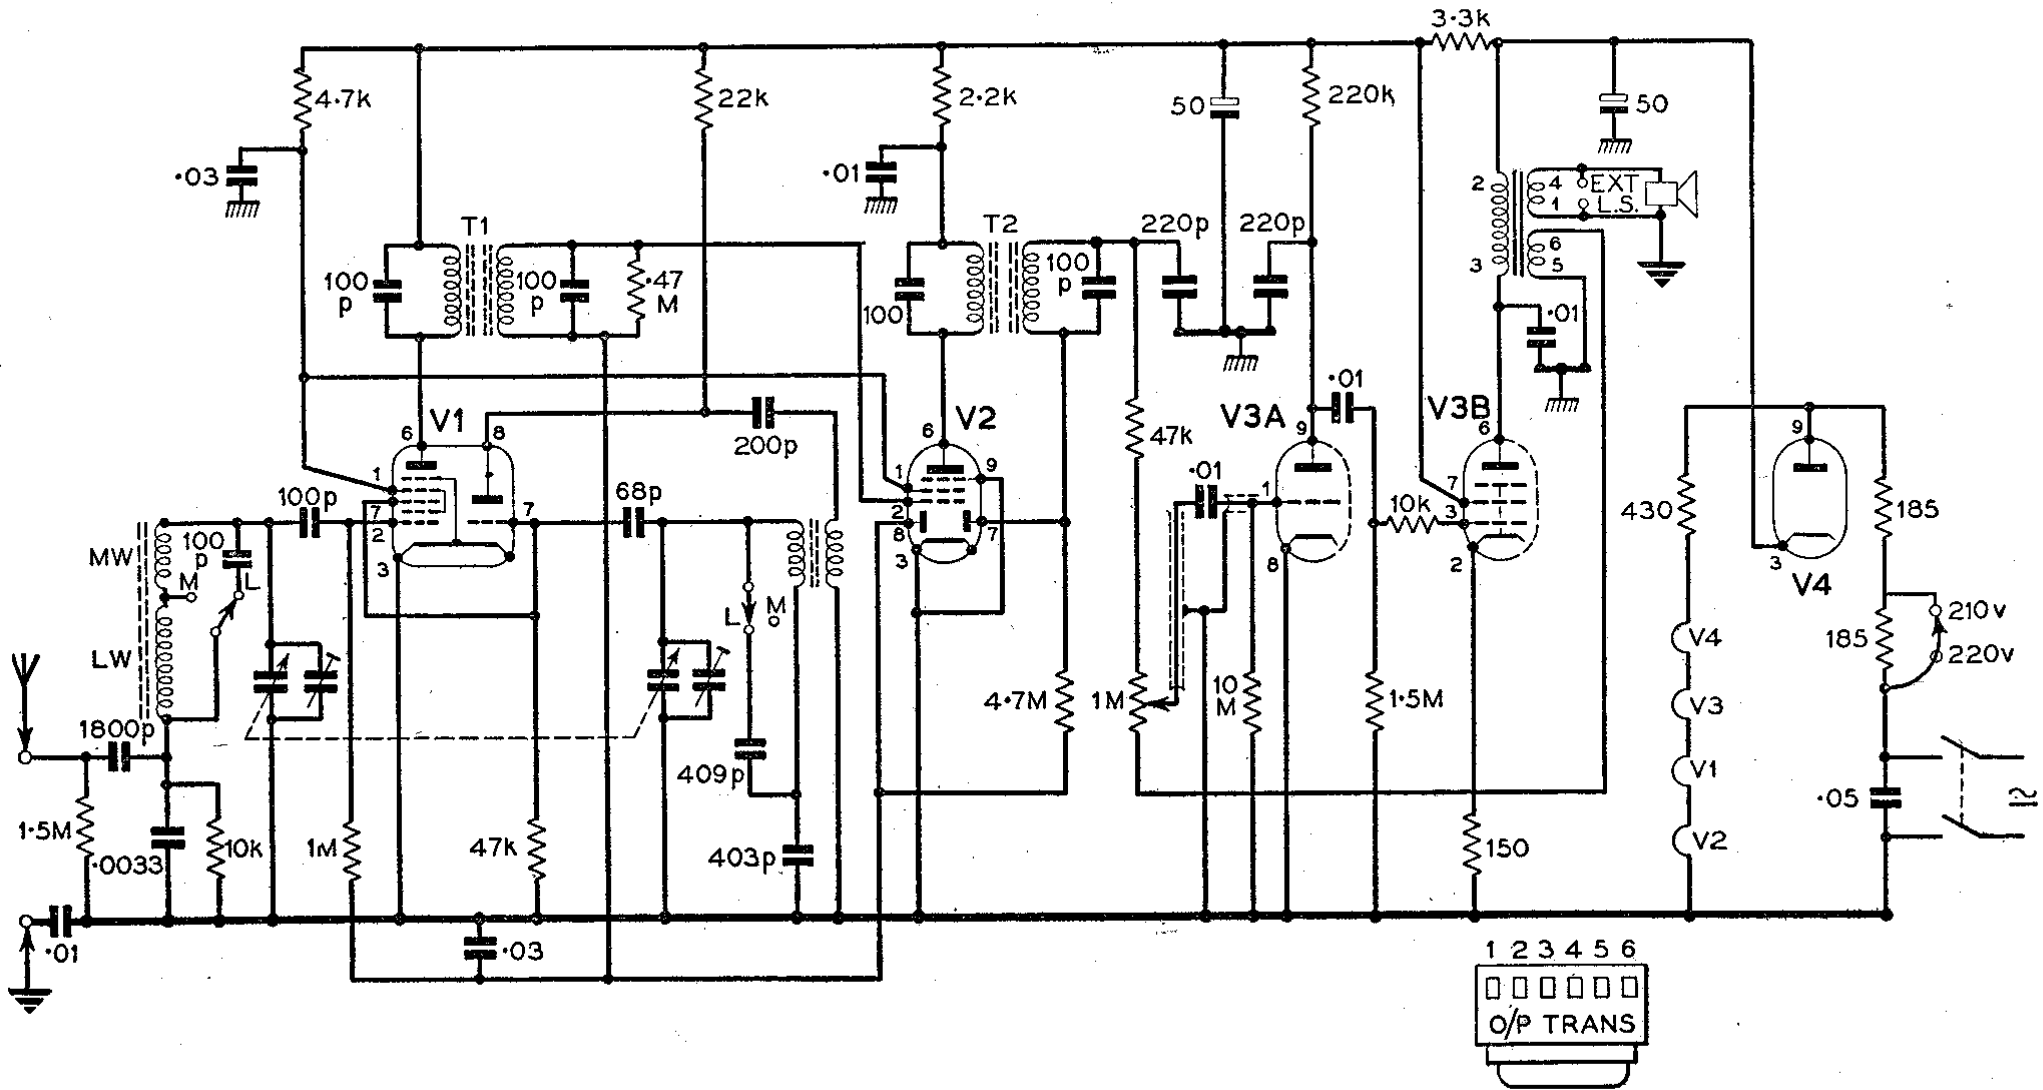 3·3k
4·7k
22k
2·2k
50
220k
50
·03
·01
2
4
EXT
1
L.S.
T1
T2
220p
220p
6
3
5
100
p
100
p
·47
M
100
100
p
·01
·01
V1
V2
V3A
V3B
200p
6
8
6
9
9
6
9
47k
1
1
·01
100p
68p
1
7
430
185
7
7
2
10k
3
2
8
7
MW
100
p
M
L
3
3
8
2
3
V4
L
M
210v
LW
V4
185
220v
1800p
4·7M
1M
10
M
1·5M
V3
409p
V1
·05
1·5M
·0033
10k
1M
47k
403p
150
V2
·01
·03
1 2 3 4 5 6
O/P TRANS